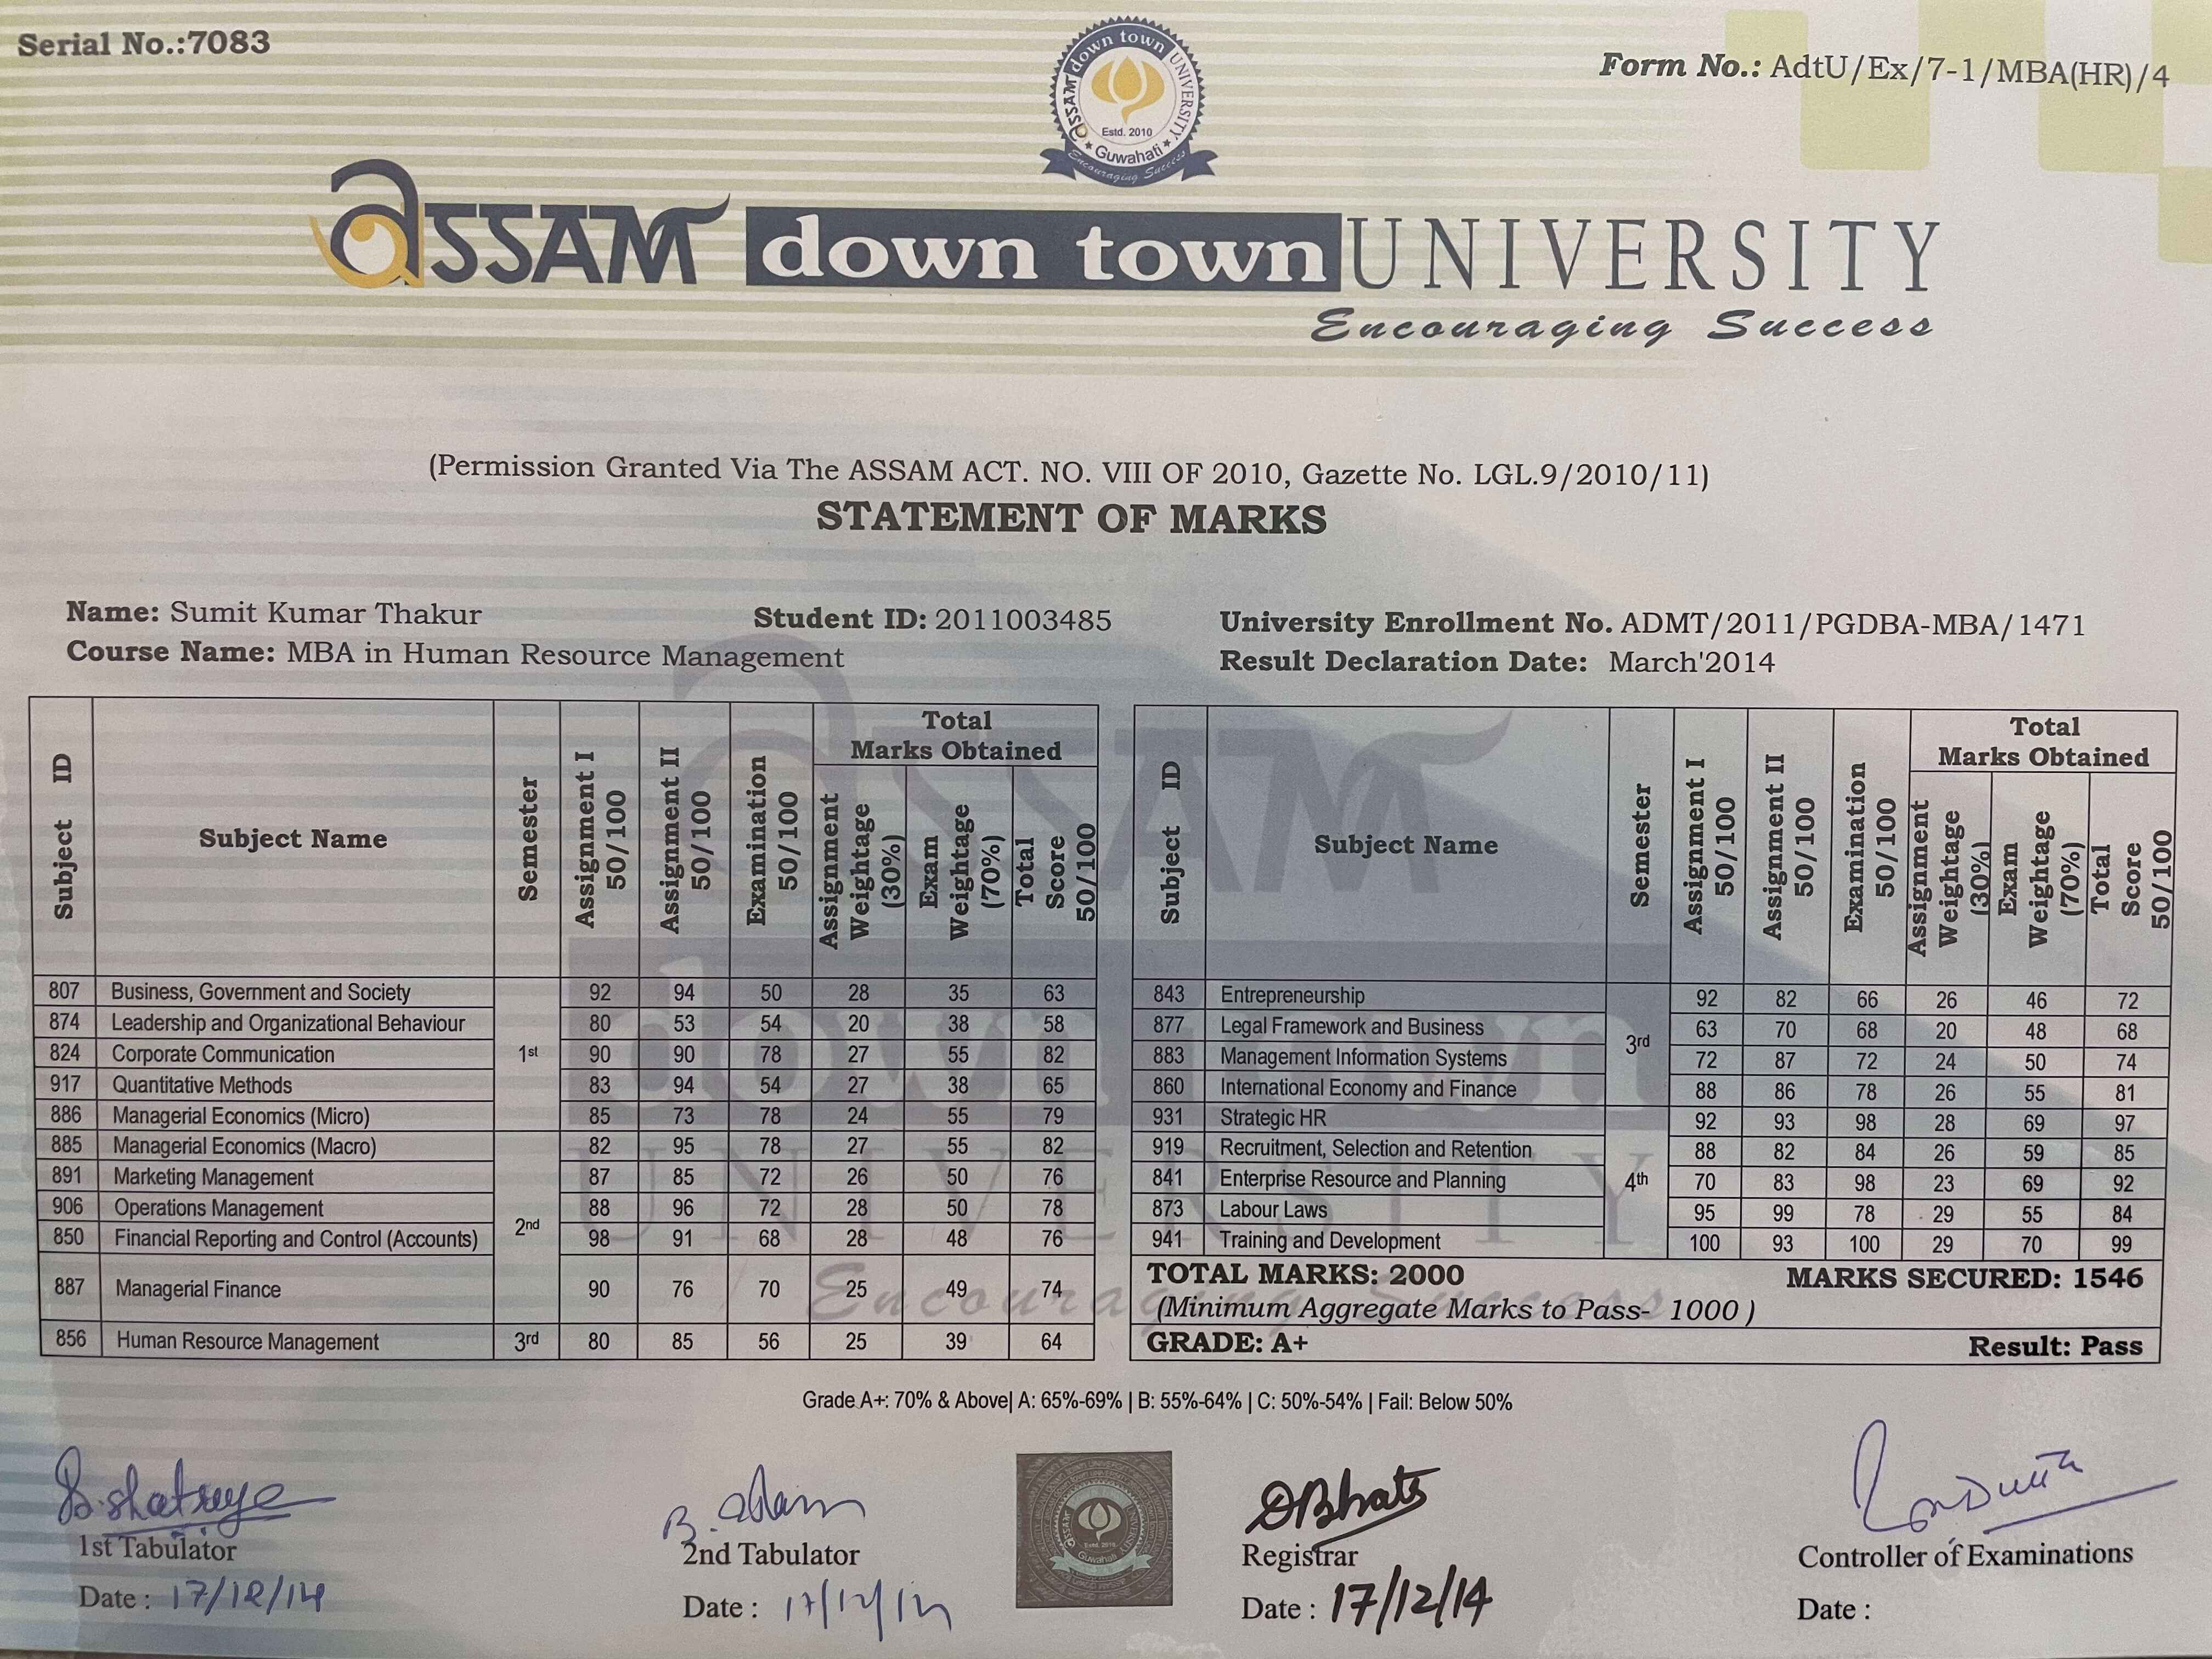 Serial No.:7083
Form No.: AdtU/Ex/7-1/MBA(HR)/4
ASSAM down town UNIVERSITY
Estd. 2010
Guwahati
Encouraging Success
ASSAM down town UNIVERSITY
Encouraging Success
(Permission Granted Via The ASSAM ACT. NO. VIII OF 2010, Gazette No. LGL.9/2010/11)
STATEMENT OF MARKS
Name: Sumit Kumar Thakur
Student ID: 2011003485
University Enrollment No. ADMT/2011/PGDBA-MBA/1471
Course Name: MBA in Human Resource Management
Result Declaration Date: March'2014
Subject ID | Subject Name | Semester | Assignment I 50/100 | Assignment II 50/100 | Examination 50/100 | Total Marks Obtained | Assignment Weightage (30%) | Exam Weightage (70%) | Total Score 50/100
807 Business, Government and Society 92 94 50 28 35 63
874 Leadership and Organizational Behaviour 80 53 54 20 38 58
824 Corporate Communication 1st 90 90 78 27 55 82
917 Quantitative Methods 83 94 54 27 38 65
886 Managerial Economics (Micro) 85 73 78 24 55 79
885 Managerial Economics (Macro) 82 95 78 27 55 82
891 Marketing Management 87 85 72 26 50 76
906 Operations Management 2nd 88 96 72 28 50 78
850 Financial Reporting and Control (Accounts) 98 91 68 28 48 76
887 Managerial Finance 90 76 70 25 49 74
856 Human Resource Management 3rd 80 85 56 25 39 64
Subject ID | Subject Name | Semester | Assignment I 50/100 | Assignment II 50/100 | Examination 50/100 | Total Marks Obtained | Assignment Weightage (30%) | Exam Weightage (70%) | Total Score 50/100
843 Entrepreneurship 92 82 66 26 46 72
877 Legal Framework and Business 3rd 63 70 68 20 48 68
883 Management Information Systems 72 87 72 24 50 74
860 International Economy and Finance 88 86 78 26 55 81
931 Strategic HR 92 93 98 28 69 97
919 Recruitment, Selection and Retention 88 82 84 26 59 85
841 Enterprise Resource and Planning 4th 70 83 98 23 69 92
873 Labour Laws 95 99 78 29 55 84
941 Training and Development 100 93 100 29 70 99
TOTAL MARKS: 2000 MARKS SECURED: 1546
(Minimum Aggregate Marks to Pass- 1000 )
GRADE: A+ Result: Pass
Grade A+: 70% & Above| A: 65%-69% | B: 55%-64% | C: 50%-54% | Fail: Below 50%
1st Tabulator
Date : 17/12/14
2nd Tabulator
Date : 17/12/14
Registrar
Date : 17/12/14
Controller of Examinations
Date :